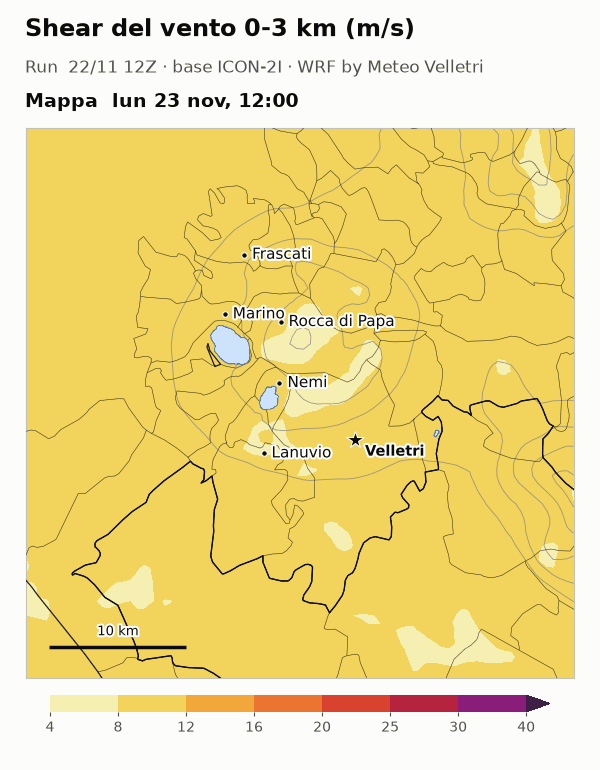 Shear del vento 0-3 km (m/s)
Run  22/11 12Z · base ICON-2I · WRF by Meteo Velletri
Mappa  lun 23 nov, 12:00
Frascati
Marino
Rocca di Papa
Nemi
Velletri
Lanuvio
10 km
4 8 12 16 20 25 30 40